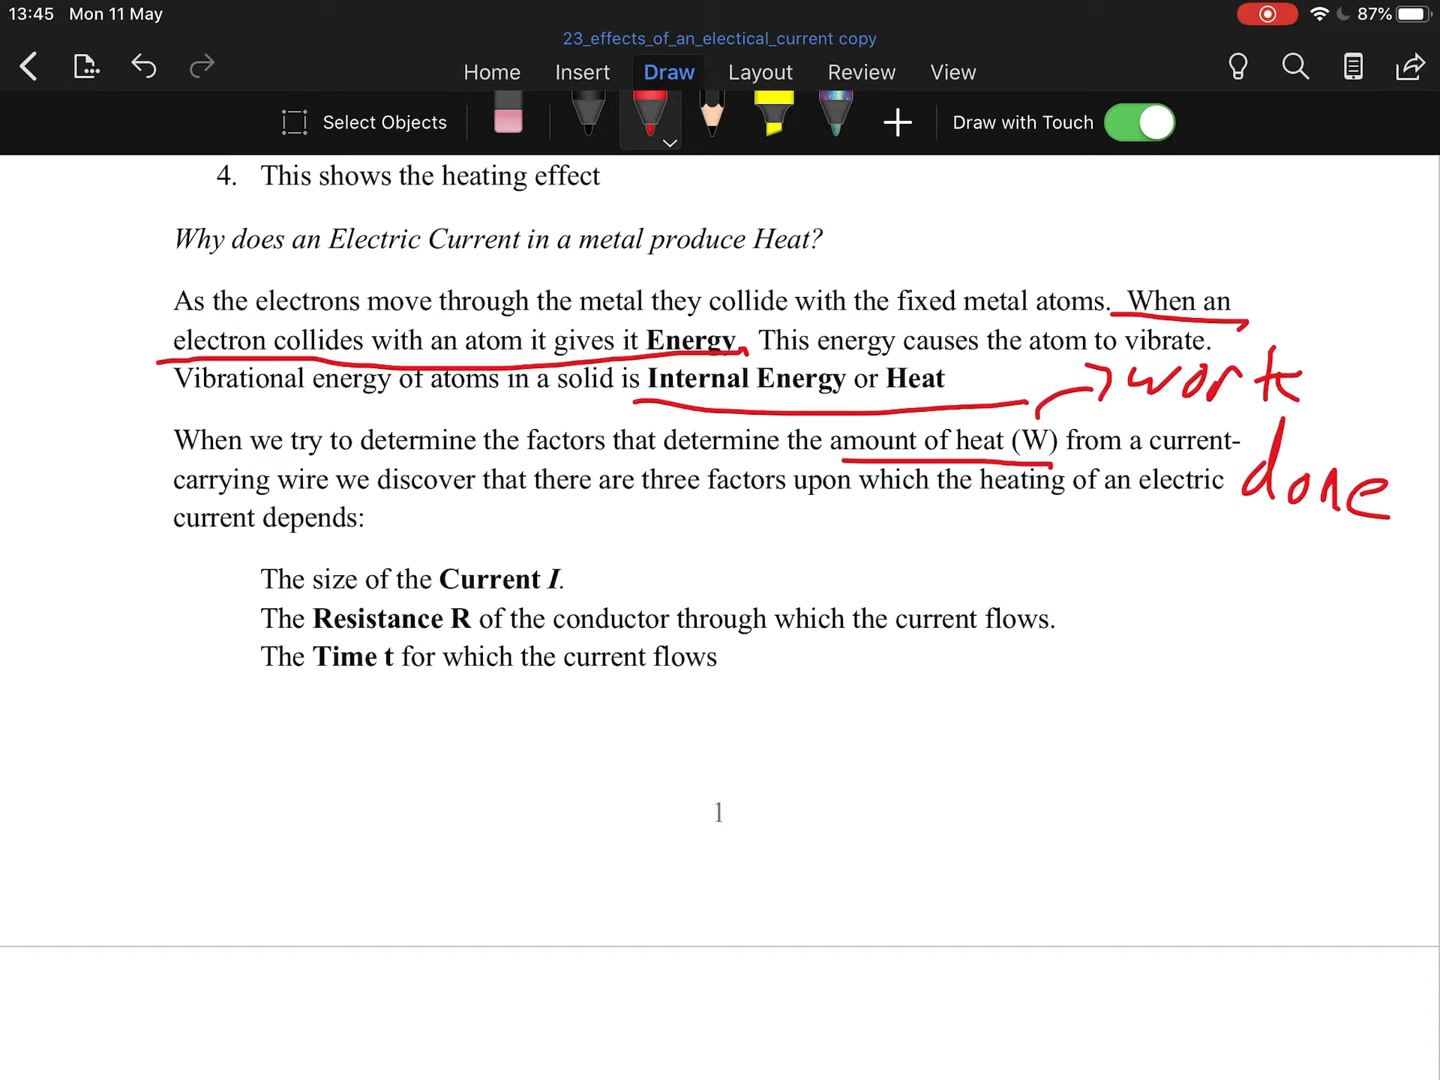 13:45 Mon 11 May 87%
23_effects_of_an_electical_current copy
Home Insert Draw Layout Review View
Select Objects Draw with Touch
4. This shows the heating effect
Why does an Electric Current in a metal produce Heat?
As the electrons move through the metal they collide with the fixed metal atoms. When an
electron collides with an atom it gives it Energy. This energy causes the atom to vibrate.
Vibrational energy of atoms in a solid is Internal Energy or Heat
work
When we try to determine the factors that determine the amount of heat (W) from a current-
carrying wire we discover that there are three factors upon which the heating of an electric
done
current depends:
The size of the Current I.
The Resistance R of the conductor through which the current flows.
The Time t for which the current flows
1